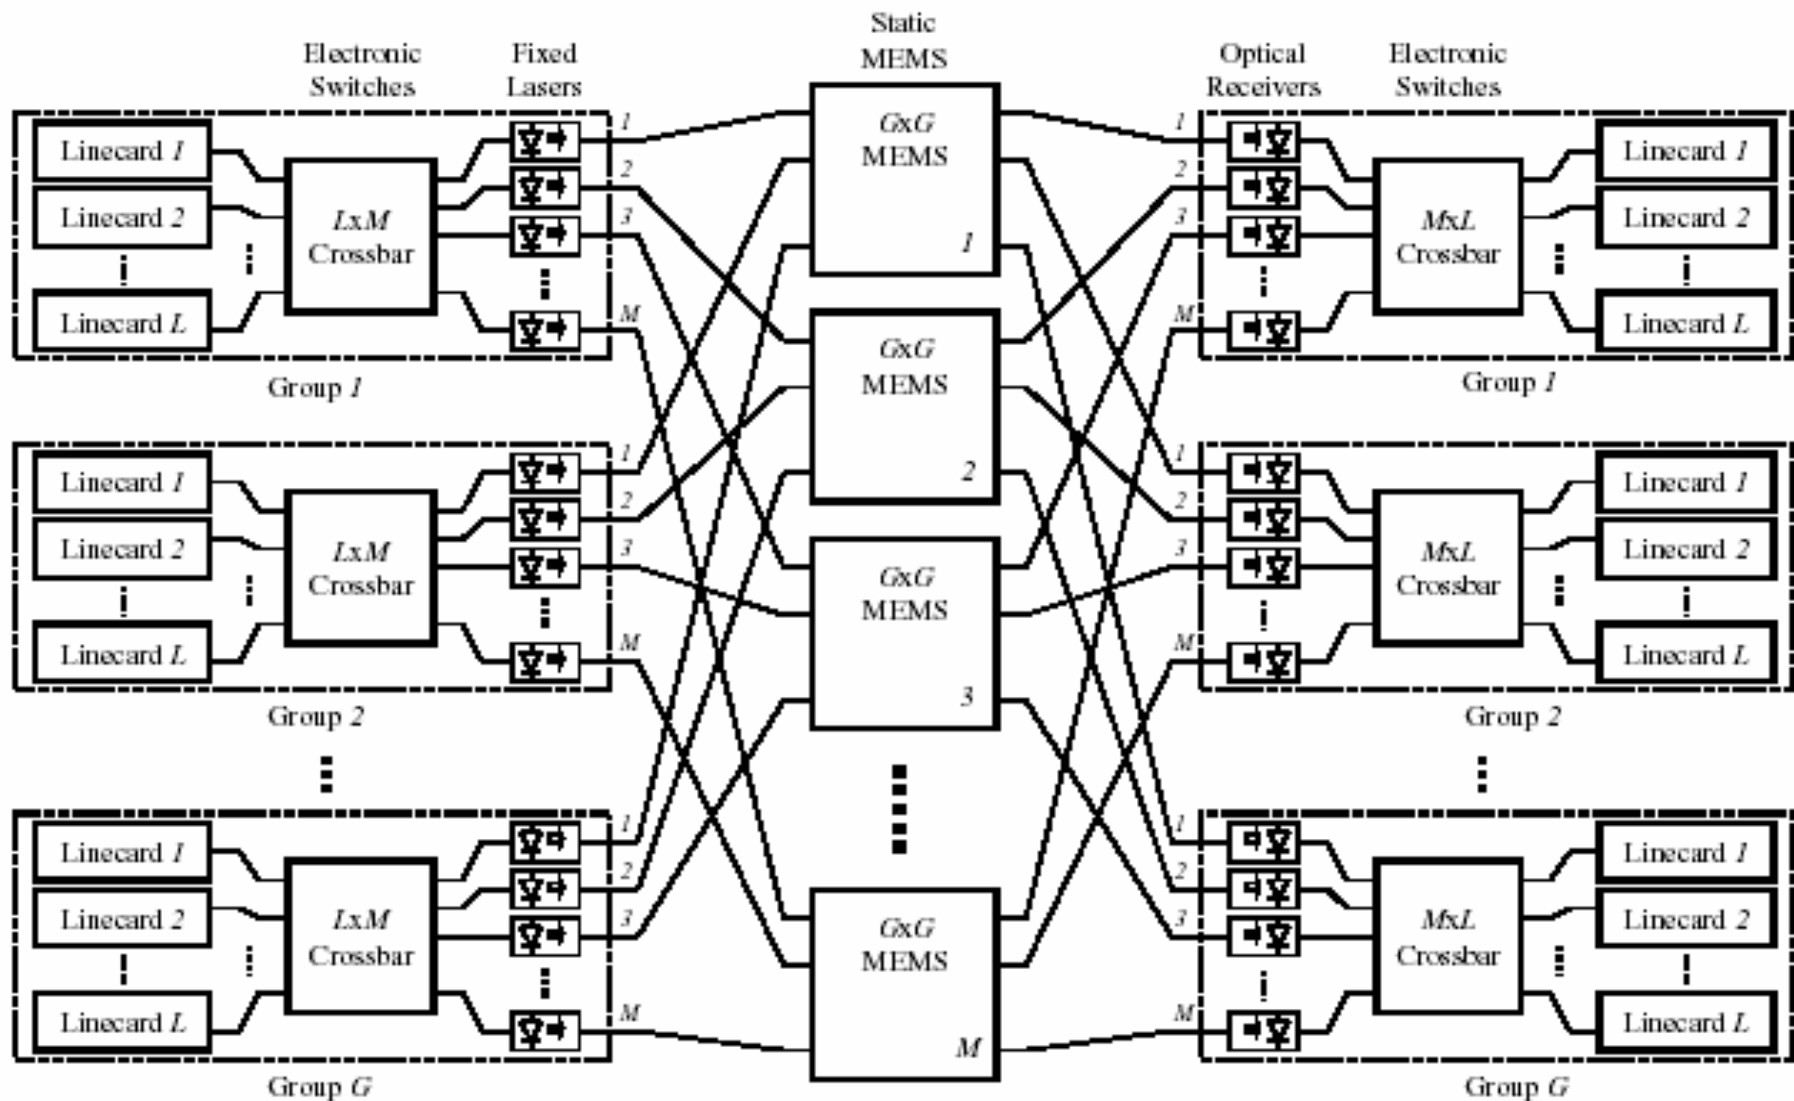 Static
MEMS
Electronic
Switches
Fixed
Lasers
Optical
Receivers
Electronic
Switches
Linecard 1
Linecard 2
Linecard L
LxM
Crossbar
1
2
3
M
Group 1
Linecard 1
Linecard 2
Linecard L
LxM
Crossbar
1
2
3
M
Group 2
Linecard 1
Linecard 2
Linecard L
LxM
Crossbar
1
2
3
M
Group G
GxG
MEMS
1
GxG
MEMS
2
GxG
MEMS
3
GxG
MEMS
M
1
2
3
M
MxL
Crossbar
Linecard 1
Linecard 2
Linecard L
Group 1
1
2
3
M
MxL
Crossbar
Linecard 1
Linecard 2
Linecard L
Group 2
1
2
3
M
MxL
Crossbar
Linecard 1
Linecard 2
Linecard L
Group G